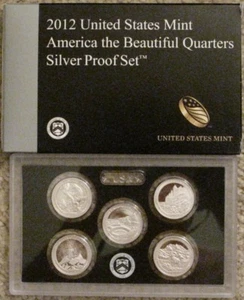 2012 United States Mint
America the Beautiful Quarters
Silver Proof Set™
UNITED STATES MINT